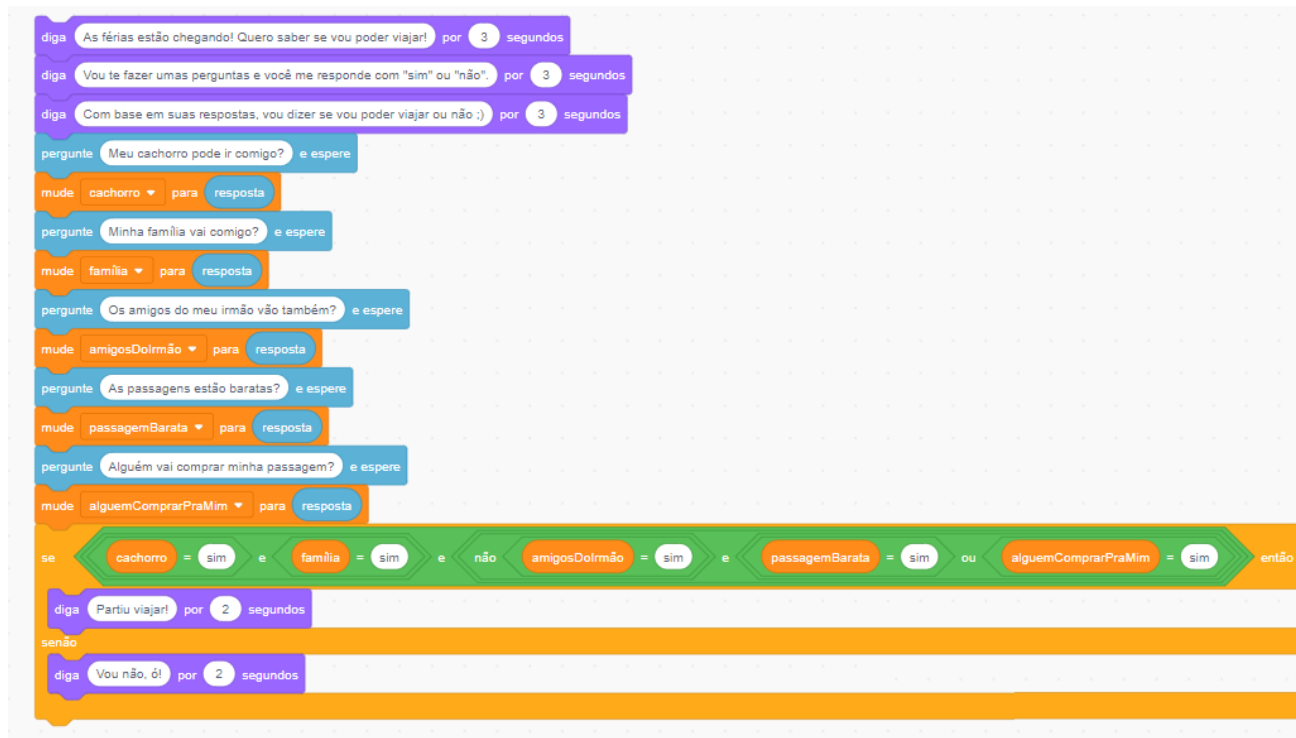 diga As férias estão chegando! Quero saber se vou poder viajar! por 3 segundos
diga Vou te fazer umas perguntas e você me responde com "sim" ou "não". por 3 segundos
diga Com base em suas respostas, vou dizer se vou poder viajar ou não ;) por 3 segundos
pergunte Meu cachorro pode ir comigo? e espere
mude cachorro para resposta
pergunte Minha família vai comigo? e espere
mude família para resposta
pergunte Os amigos do meu irmão vão também? e espere
mude amigosDoIrmão para resposta
pergunte As passagens estão baratas? e espere
mude passagemBarata para resposta
pergunte Alguém vai comprar minha passagem? e espere
mude alguemComprarPraMim para resposta
se cachorro = sim e família = sim e não amigosDoIrmão = sim e passagemBarata = sim ou alguemComprarPraMim = sim então
diga Partiu viajar! por 2 segundos
senão
diga Vou não, ó! por 2 segundos